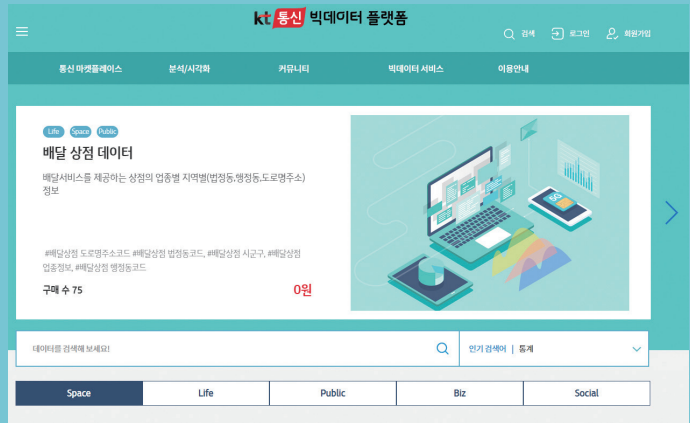 kt 통신 빅데이터 플랫폼
검색 로그인 회원가입
통신 마켓플레이스 분석/시각화 커뮤니티 빅데이터 서비스 이용안내
Life Space Public
배달 상점 데이터
배달서비스를 제공하는 상점의 업종별 지역별(법정동,행정동,도로명주소)
정보
#배달상점 도로명주소코드 #배달상점 법정동코드, #배달상점 시군구, #배달상점
업종정보, #배달상점 행정동코드
구매 수 75 0원
5G
데이터를 검색해 보세요! 인기 검색어 | 통계
Space Life Public Biz Social